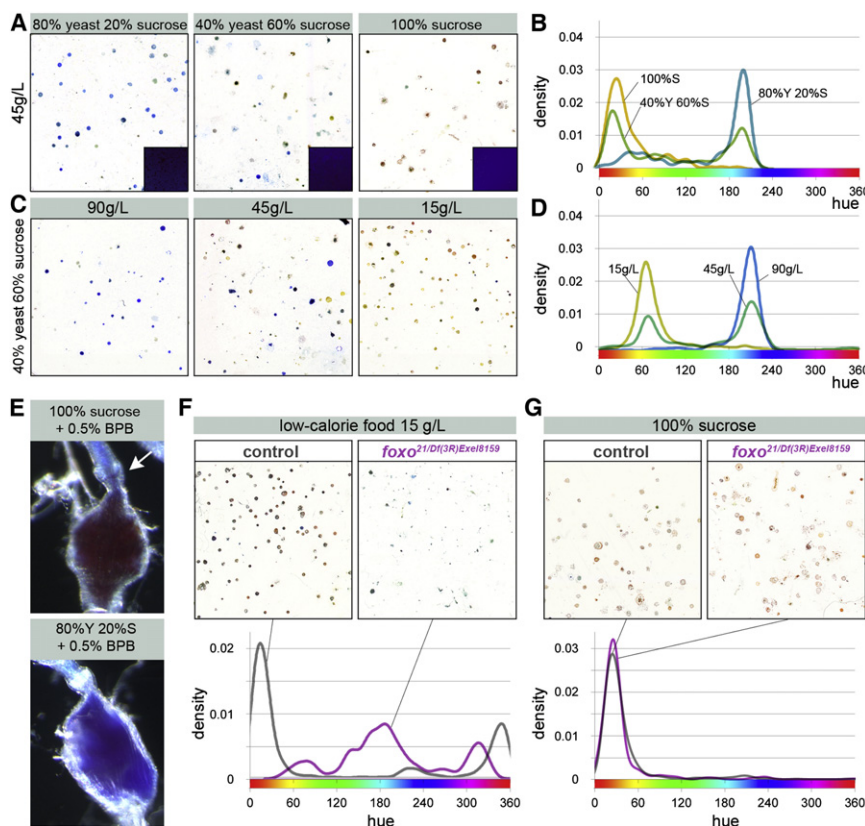 A
80% yeast 20% sucrose
40% yeast 60% sucrose
100% sucrose
45g/L
B
0.04
0.03
0.02
0.01
0
density
100%S
40%Y 60%S
80%Y 20%S
0 60 120 180 240 300 360
hue
C
90g/L
45g/L
15g/L
40% yeast 60% sucrose
D
0.04
0.03
0.02
0.01
0
density
15g/L
45g/L
90g/L
0 60 120 180 240 300 360
hue
E
100% sucrose
+ 0.5% BPB
80%Y 20%S
+ 0.5% BPB
F
low-calorie food 15 g/L
control
foxo21/Df(3R)Exel8159
0.02
0.01
0
density
0 60 120 180 240 300 360
hue
G
100% sucrose
control
foxo21/Df(3R)Exel8159
0.03
0.02
0.01
0
density
0 60 120 180 240 300 360
hue